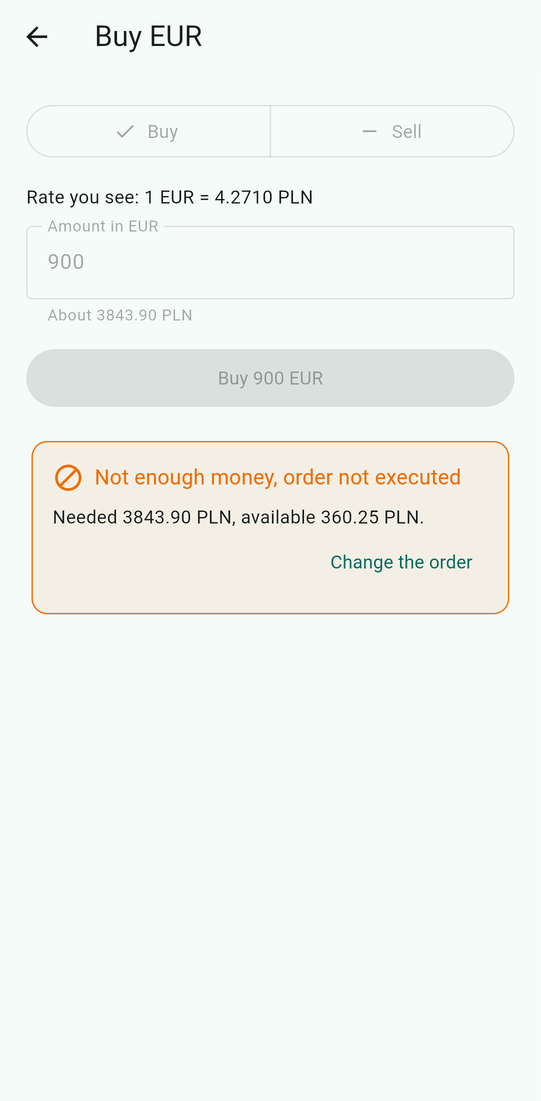 Buy EUR
Buy
Sell
Rate you see: 1 EUR = 4.2710 PLN
Amount in EUR
900
About 3843.90 PLN
Buy 900 EUR
Not enough money, order not executed
Needed 3843.90 PLN, available 360.25 PLN.
Change the order